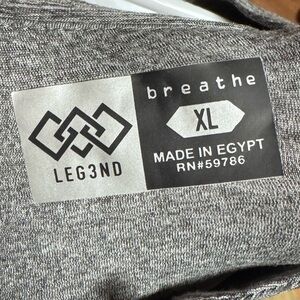 breathe
XL
MADE IN EGYPT
RN#59786
LEG3ND